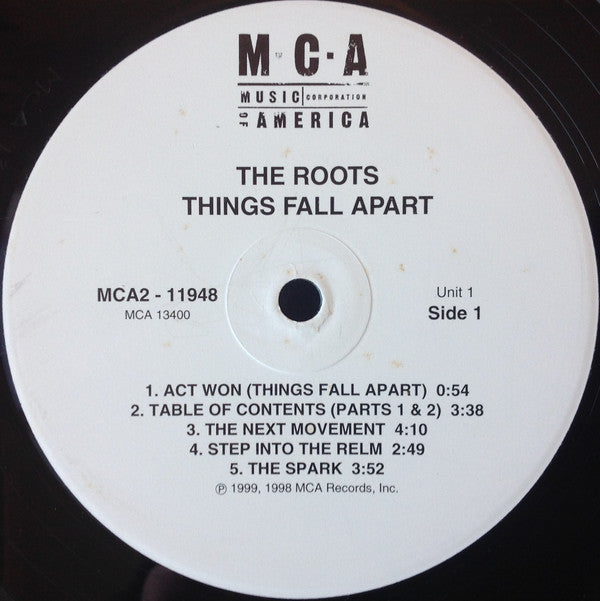 M·C·A
MUSIC CORPORATION
OF AMERICA
THE ROOTS
THINGS FALL APART
MCA2 - 11948
MCA 13400
Unit 1
Side 1
1. ACT WON (THINGS FALL APART) 0:54
2. TABLE OF CONTENTS (PARTS 1 & 2) 3:38
3. THE NEXT MOVEMENT 4:10
4. STEP INTO THE RELM 2:49
5. THE SPARK 3:52
℗ 1999, 1998 MCA Records, Inc.